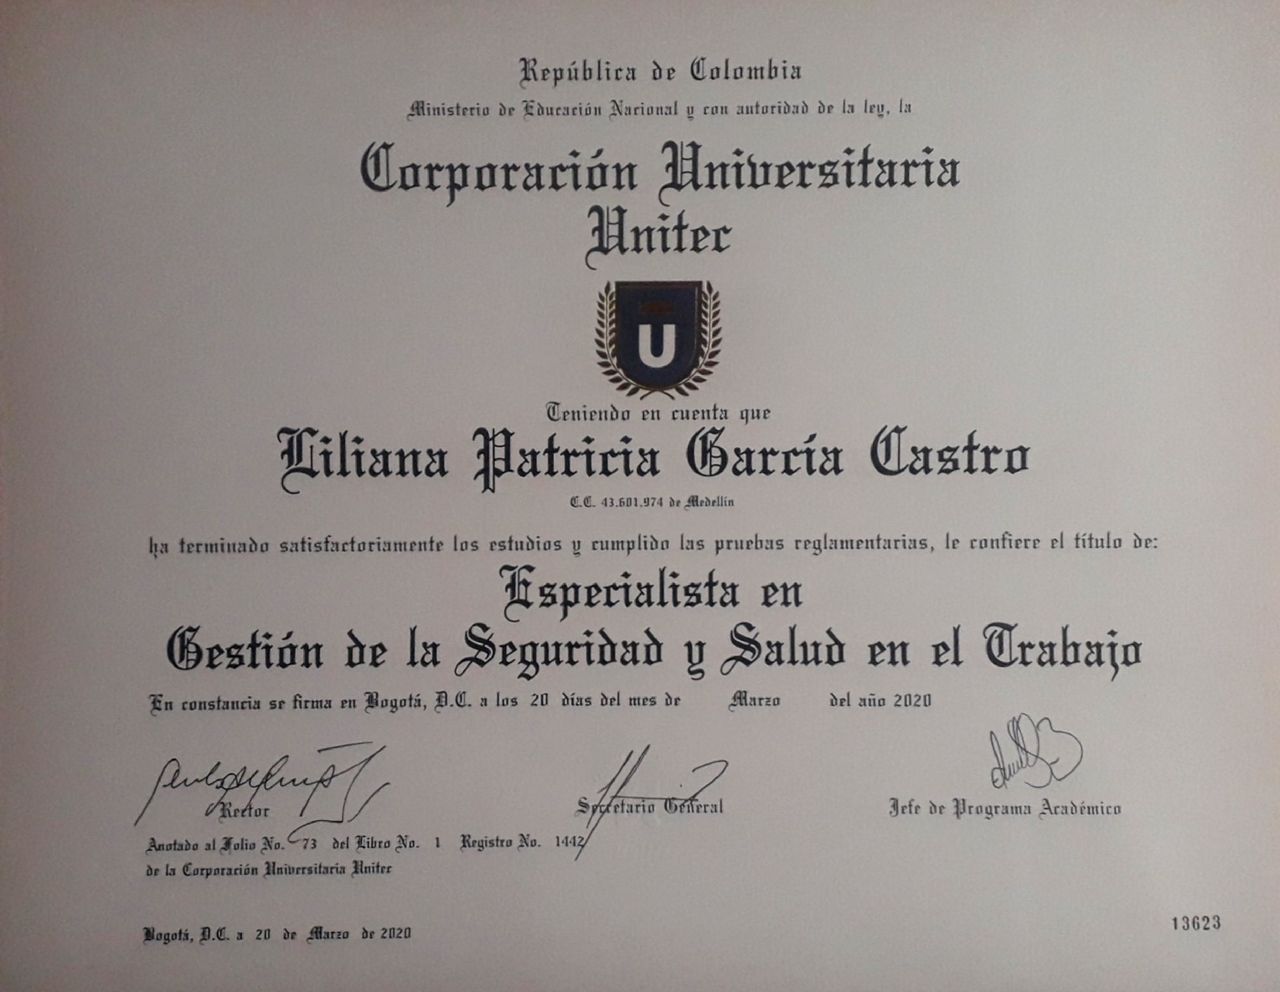 República de Colombia
Ministerio de Educación Nacional y con autoridad de la ley, la
Corporación Universitaria
Unitec
U
Teniendo en cuenta que
Liliana Patricia García Castro
C.C. 43.601.974 de Medellín
ha terminado satisfactoriamente los estudios y cumplido las pruebas reglamentarias, le confiere el título de:
Especialista en
Gestión de la Seguridad y Salud en el Trabajo
En constancia se firma en Bogotá, D.C. a los 20 días del mes de Marzo del año 2020
Rector Secretario General Jefe de Programa Académico
Anotado al Folio No. 73 del Libro No. 1 Registro No. 1442
de la Corporación Universitaria Unitec
Bogotá, D.C. a 20 de Marzo de 2020
13623